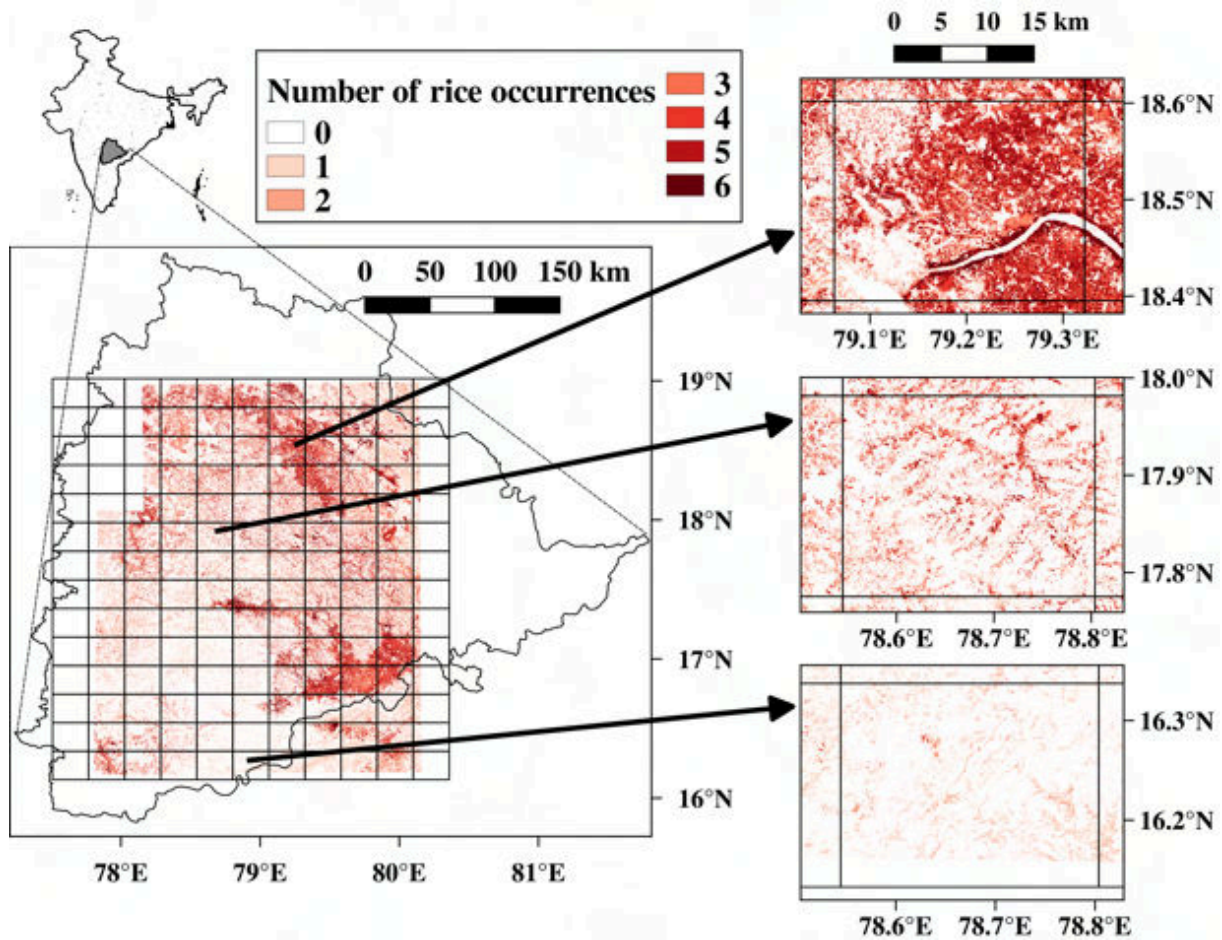 Number of rice occurrences
0
1
2
3
4
5
6
0 50 100 150 km
19°N
18°N
17°N
16°N
78°E 79°E 80°E 81°E
0 5 10 15 km
18.6°N
18.5°N
18.4°N
79.1°E 79.2°E 79.3°E
18.0°N
17.9°N
17.8°N
78.6°E 78.7°E 78.8°E
16.3°N
16.2°N
78.6°E 78.7°E 78.8°E